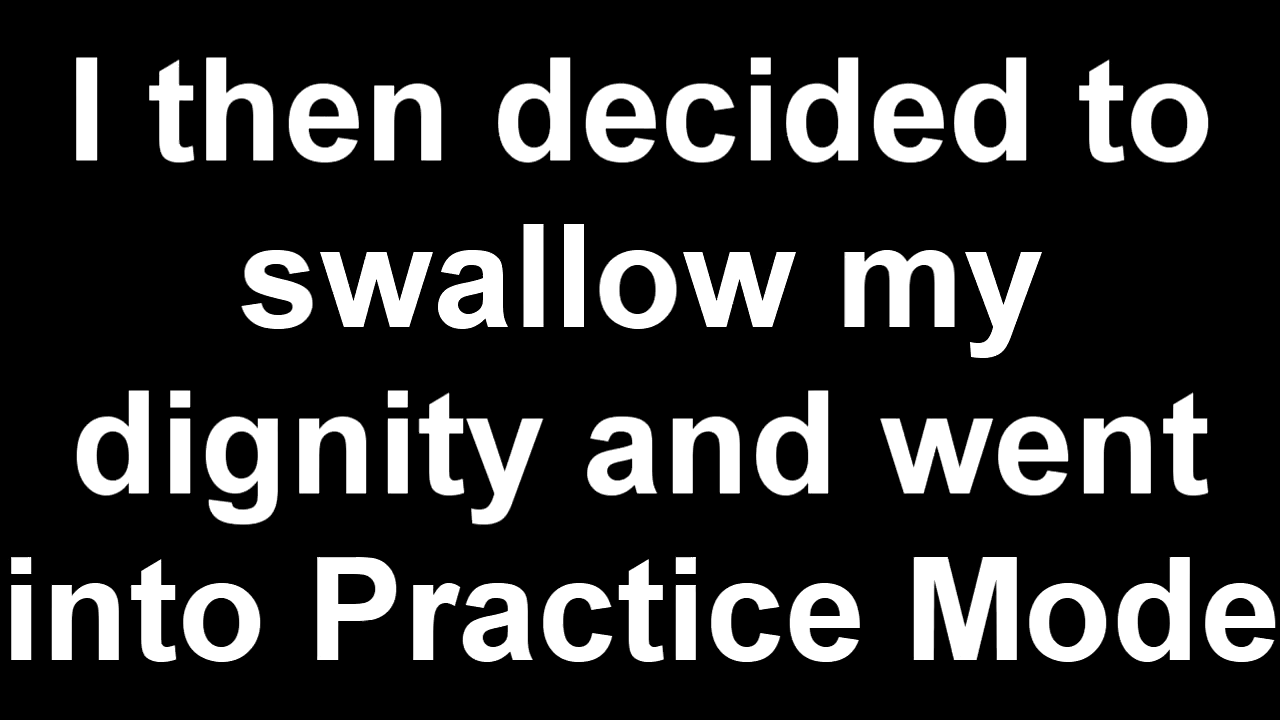 I then decided to
swallow my
dignity and went
into Practice Mode